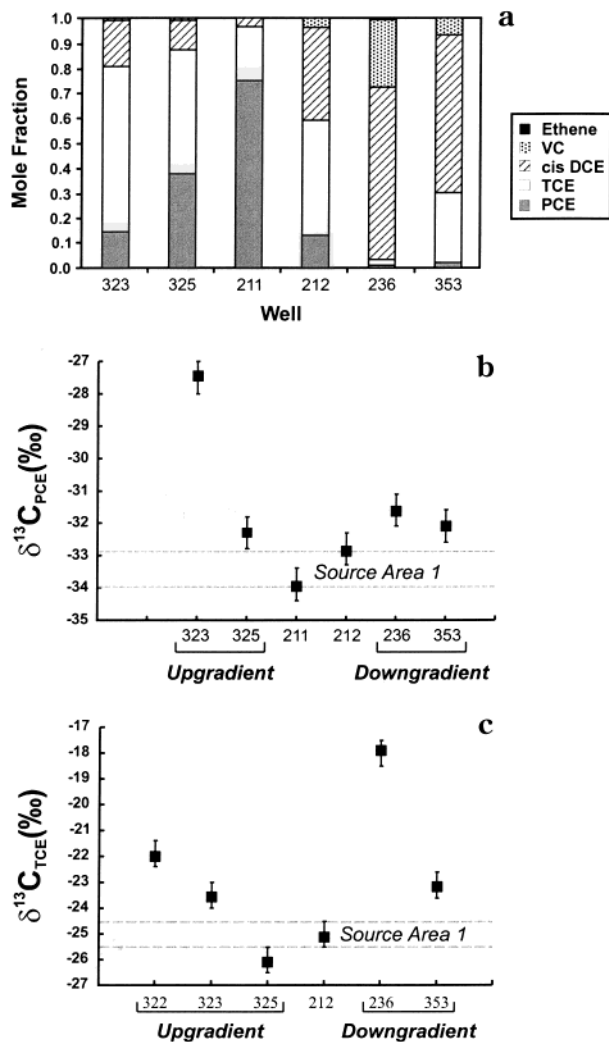 a
1.0
0.9
0.8
0.7
0.6
0.5
0.4
0.3
0.2
0.1
0.0
Mole Fraction
323 325 211 212 236 353
Well
Ethene
VC
cis DCE
TCE
PCE
b
-27
-28
-29
-30
-31
-32
-33
-34
-35
δ¹³C_PCE(‰)
Source Area 1
323 325 211 212 236 353
Upgradient Downgradient
c
-17
-18
-19
-20
-21
-22
-23
-24
-25
-26
-27
δ¹³C_TCE(‰)
Source Area 1
322 323 325 212 236 353
Upgradient Downgradient